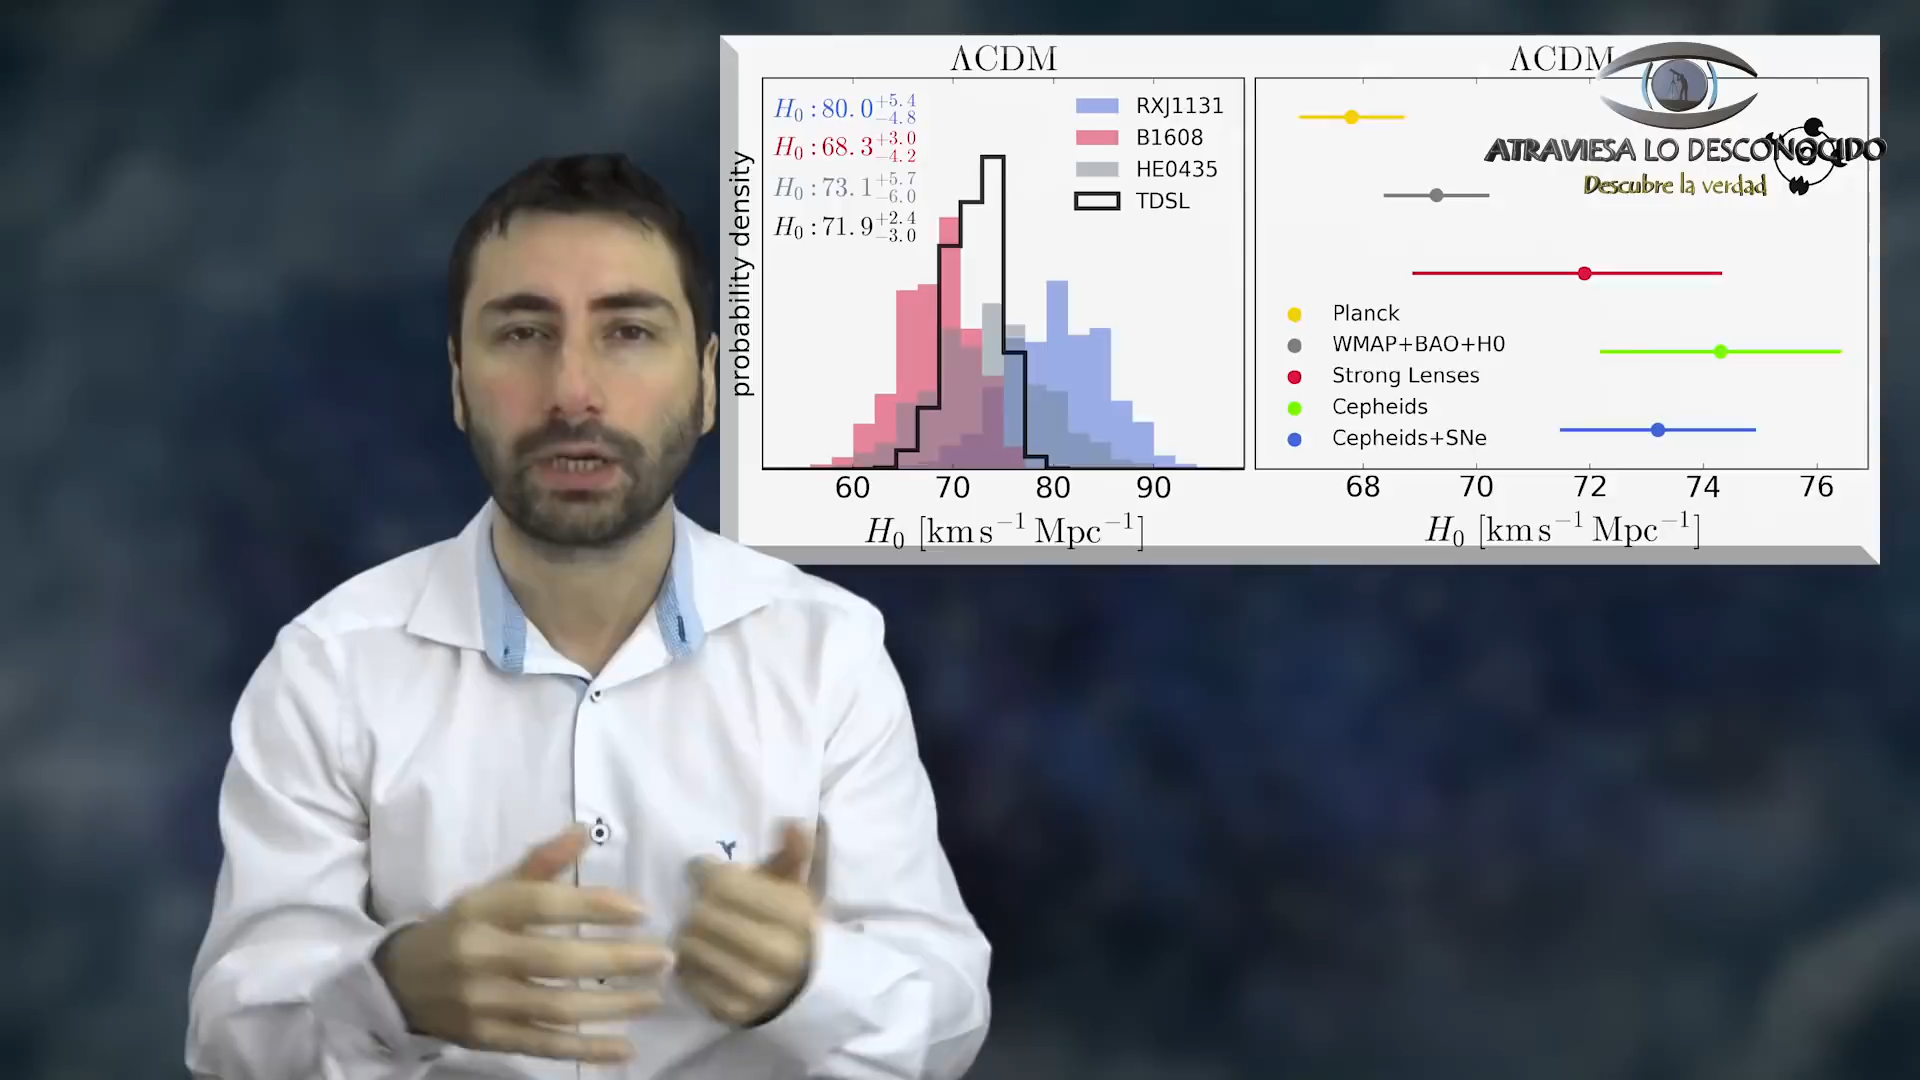 ΛCDM
H₀ : 80.0 +5.4 −4.8
H₀ : 68.3 +3.0 −4.2
H₀ : 73.1 +5.7 −6.0
H₀ : 71.9 +2.4 −3.0
RXJ1131
B1608
HE0435
TDSL
probability density
60 70 80 90
H₀ [km s⁻¹ Mpc⁻¹]
ΛCDM
ATRAVIESA LO DESCONOCIDO
Descubre la verdad
Planck
WMAP+BAO+H0
Strong Lenses
Cepheids
Cepheids+SNe
68 70 72 74 76
H₀ [km s⁻¹ Mpc⁻¹]